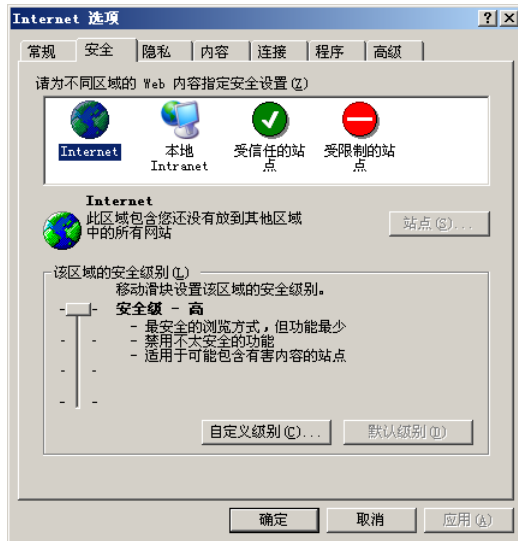 Internet 选项
常规 安全 隐私 内容 连接 程序 高级
请为不同区域的 Web 内容指定安全设置(Z)
Internet
本地
Intranet
受信任的站
点
受限制的站
点
Internet
此区域包含您还没有放到其他区域
中的所有网站
站点(S)...
该区域的安全级别(L)
移动滑块设置该区域的安全级别。
安全级 - 高
- 最安全的浏览方式，但功能最少
- 禁用不太安全的功能
- 适用于可能包含有害内容的站点
自定义级别(C)... 默认级别(D)
确定 取消 应用(A)